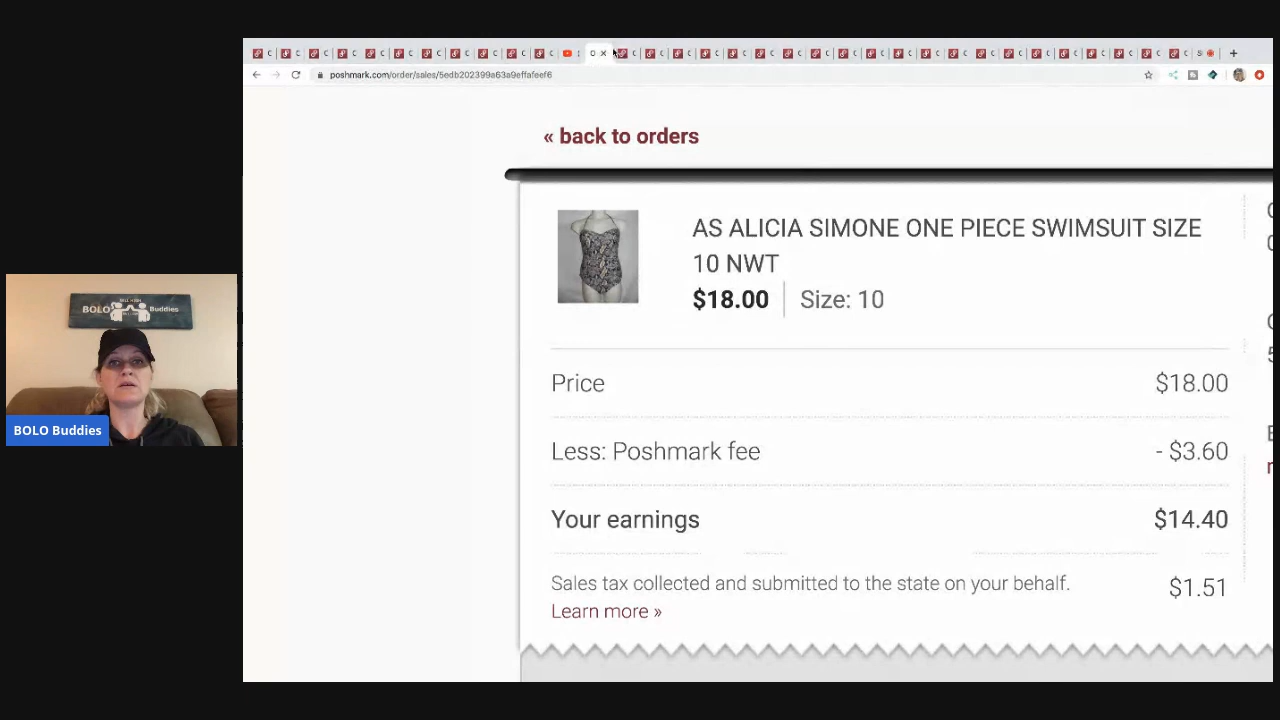 poshmark.com/order/sales/5edb202399a63a9effafeef6
« back to orders
AS ALICIA SIMONE ONE PIECE SWIMSUIT SIZE
10 NWT
$18.00 Size: 10
Price $18.00
Less: Poshmark fee - $3.60
Your earnings $14.40
Sales tax collected and submitted to the state on your behalf. $1.51
Learn more »
BOLO Buddies
BOLO Buddies